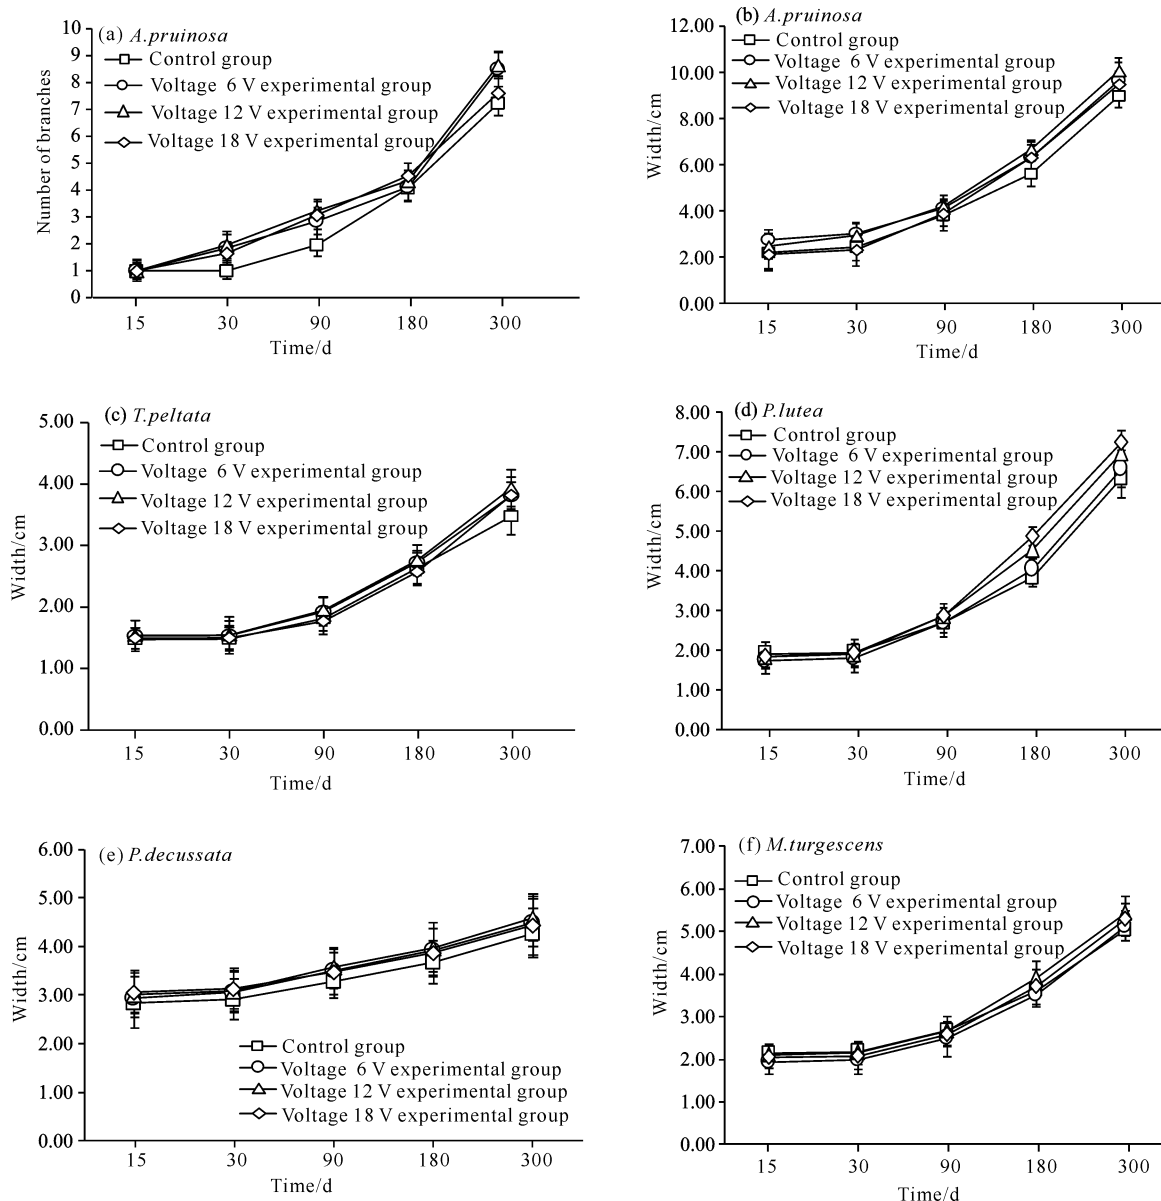 (a) A.pruinosa
Control group
Voltage 6 V experimental group
Voltage 12 V experimental group
Voltage 18 V experimental group
Number of branches
10
9
8
7
6
5
4
3
2
1
0
15 30 90 180 300
Time/d
(b) A.pruinosa
Control group
Voltage 6 V experimental group
Voltage 12 V experimental group
Voltage 18 V experimental group
Width/cm
12.00
10.00
8.00
6.00
4.00
2.00
0.00
15 30 90 180 300
Time/d
(c) T.peltata
Control group
Voltage 6 V experimental group
Voltage 12 V experimental group
Voltage 18 V experimental group
Width/cm
5.00
4.00
3.00
2.00
1.00
0.00
15 30 90 180 300
Time/d
(d) P.lutea
Control group
Voltage 6 V experimental group
Voltage 12 V experimental group
Voltage 18 V experimental group
Width/cm
8.00
7.00
6.00
5.00
4.00
3.00
2.00
1.00
0.00
15 30 90 180 300
Time/d
(e) P.decussata
Width/cm
6.00
5.00
4.00
3.00
2.00
1.00
0.00
Control group
Voltage 6 V experimental group
Voltage 12 V experimental group
Voltage 18 V experimental group
15 30 90 180 300
Time/d
(f) M.turgescens
Control group
Voltage 6 V experimental group
Voltage 12 V experimental group
Voltage 18 V experimental group
Width/cm
7.00
6.00
5.00
4.00
3.00
2.00
1.00
0.00
15 30 90 180 300
Time/d